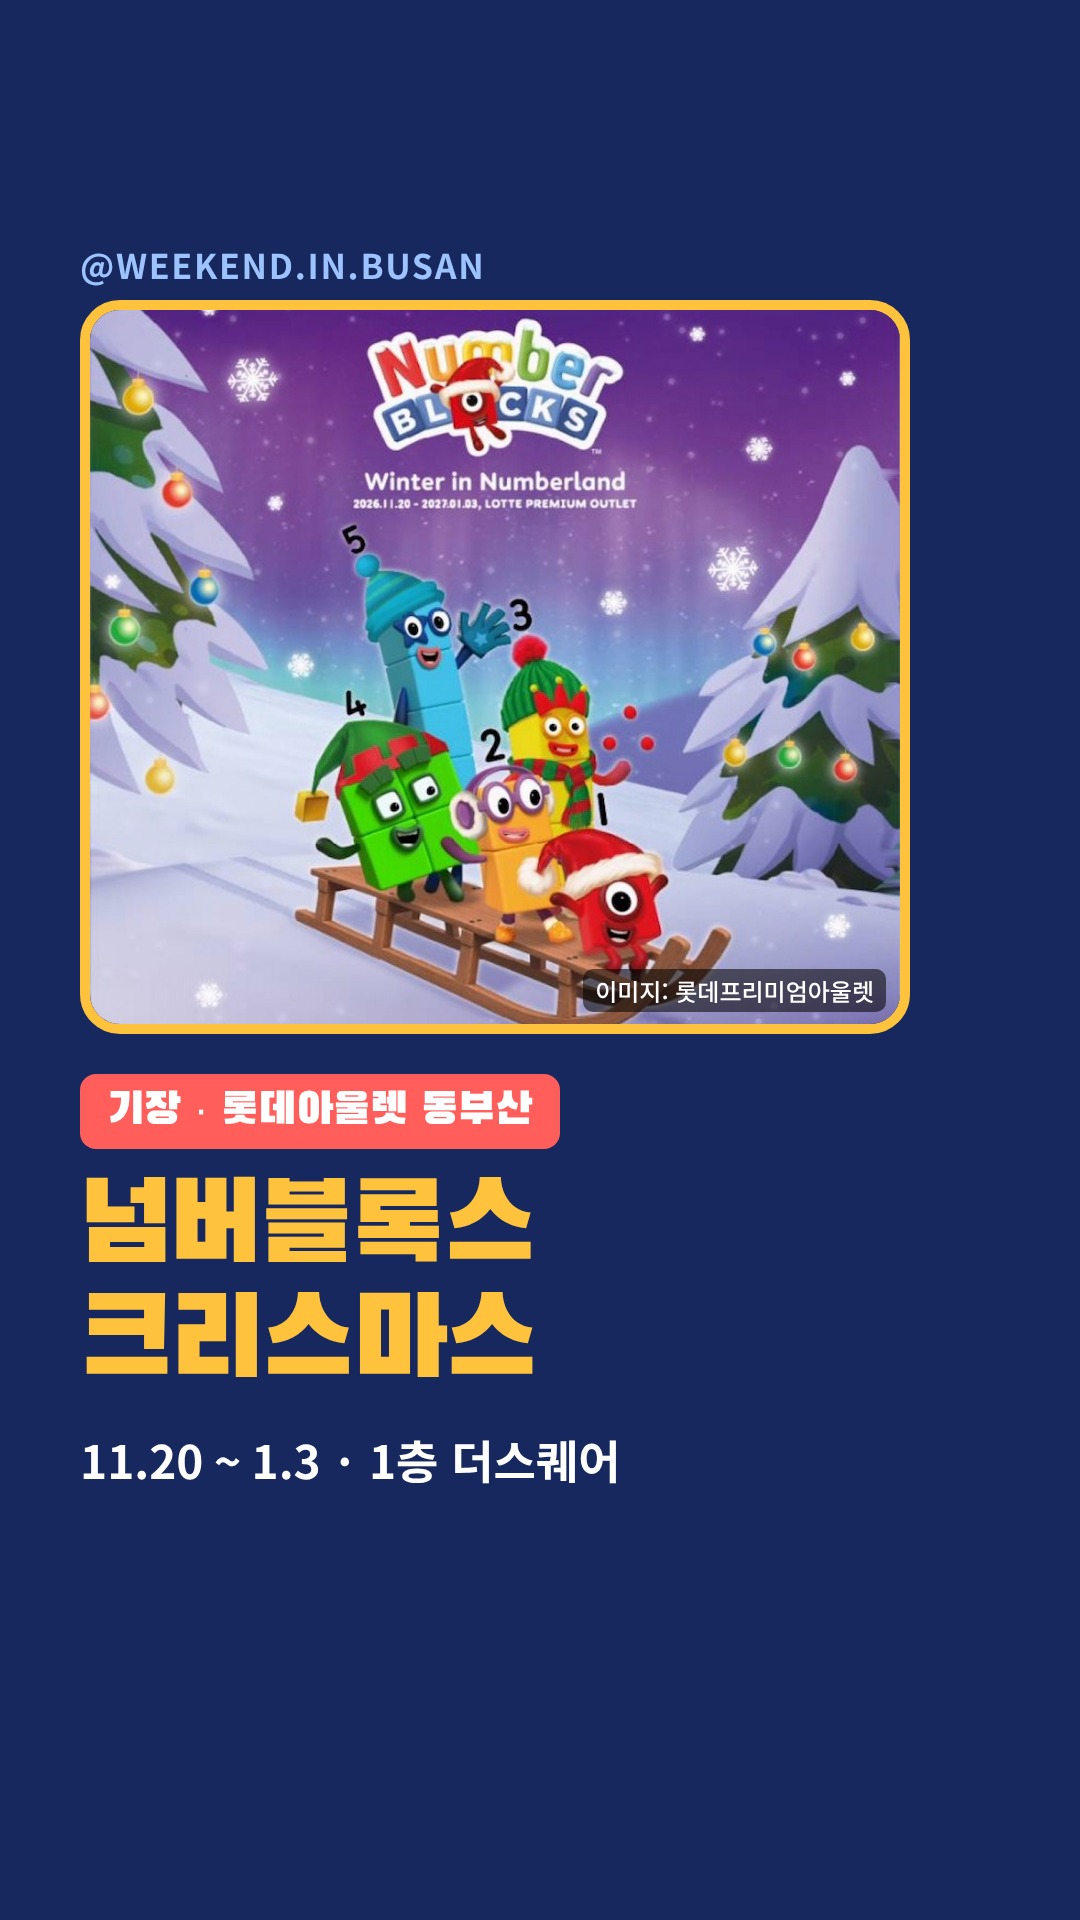 @WEEKEND.IN.BUSAN
Number
BLOCKS
TM
Winter in Numberland
2026.11.20 - 2027.01.03, LOTTE PREMIUM OUTLET
5
3
4
2
1
이미지: 롯데프리미엄아울렛
기장 · 롯데아울렛 동부산
넘버블록스
크리스마스
11.20 ~ 1.3 · 1층 더스퀘어